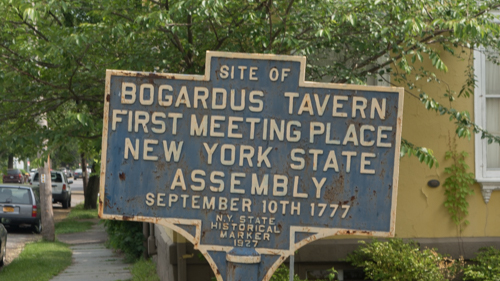 SITE OF
BOGARDUS TAVERN
FIRST MEETING PLACE
NEW YORK STATE
ASSEMBLY
SEPTEMBER 10TH 1777
N.Y. STATE
HISTORICAL
MARKER
1927